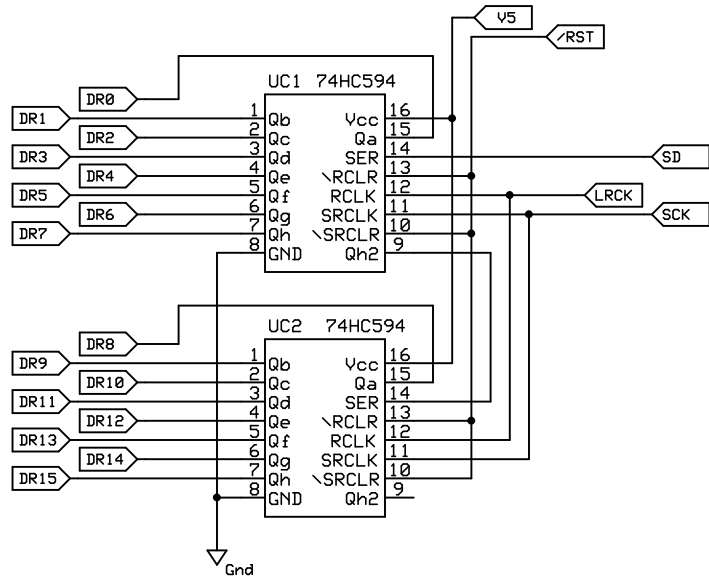 V5
/RST
UC1 74HC594
DR0
DR1 1 Qb Vcc 16
DR2 2 Qc Qa 15
DR3 3 Qd SER 14 SD
DR4 4 Qe \RCLR 13
DR5 5 Qf RCLK 12 LRCK
DR6 6 Qg SRCLK 11 SCK
DR7 7 Qh \SRCLR 10
8 GND Qh2 9
UC2 74HC594
DR8
DR9 1 Qb Vcc 16
DR10 2 Qc Qa 15
DR11 3 Qd SER 14
DR12 4 Qe \RCLR 13
DR13 5 Qf RCLK 12
DR14 6 Qg SRCLK 11
DR15 7 Qh \SRCLR 10
8 GND Qh2 9
Gnd